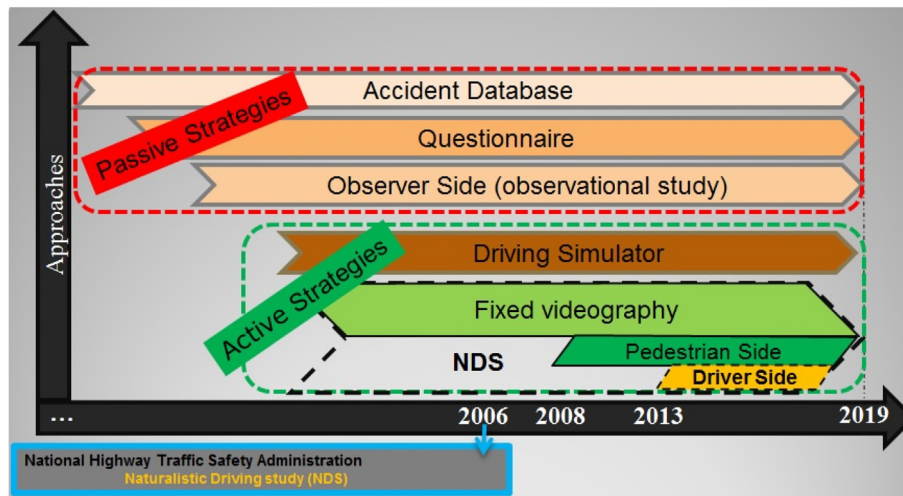 Approaches
Passive Strategies
Accident Database
Questionnaire
Observer Side (observational study)
Active Strategies
Driving Simulator
Fixed videography
NDS
Pedestrian Side
Driver Side
... 2006 2008 2013 2019
National Highway Traffic Safety Administration
Naturalistic Driving study (NDS)